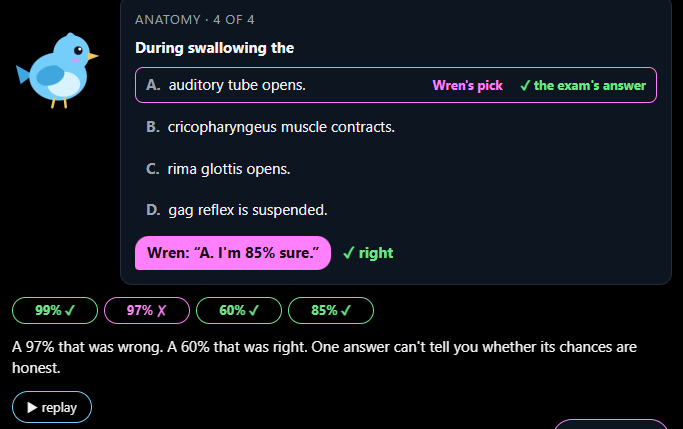 ANATOMY · 4 OF 4
During swallowing the
A. auditory tube opens. Wren's pick ✓ the exam's answer
B. cricopharyngeus muscle contracts.
C. rima glottis opens.
D. gag reflex is suspended.
Wren: “A. I'm 85% sure.” ✓ right
99% ✓ 97% ✗ 60% ✓ 85% ✓
A 97% that was wrong. A 60% that was right. One answer can't tell you whether its chances are
honest.
▶ replay